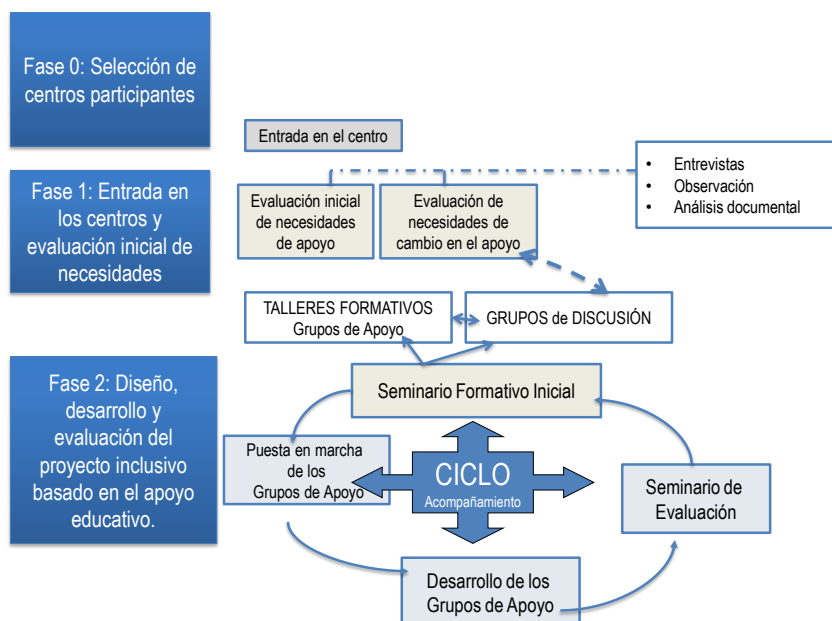 Fase 0: Selección de
centros participantes
Entrada en el centro
• Entrevistas
• Observación
• Análisis documental
Fase 1: Entrada en
los centros y
evaluación inicial de
necesidades
Evaluación inicial
de necesidades
de apoyo
Evaluación de
necesidades de
cambio en el apoyo
TALLERES FORMATIVOS
Grupos de Apoyo
GRUPOS de DISCUSIÓN
Fase 2: Diseño,
desarrollo y
evaluación del
proyecto inclusivo
basado en el apoyo
educativo.
Seminario Formativo Inicial
Puesta en marcha
de los
Grupos de Apoyo
CICLO
Acompañamiento
Seminario de
Evaluación
Desarrollo de los
Grupos de Apoyo